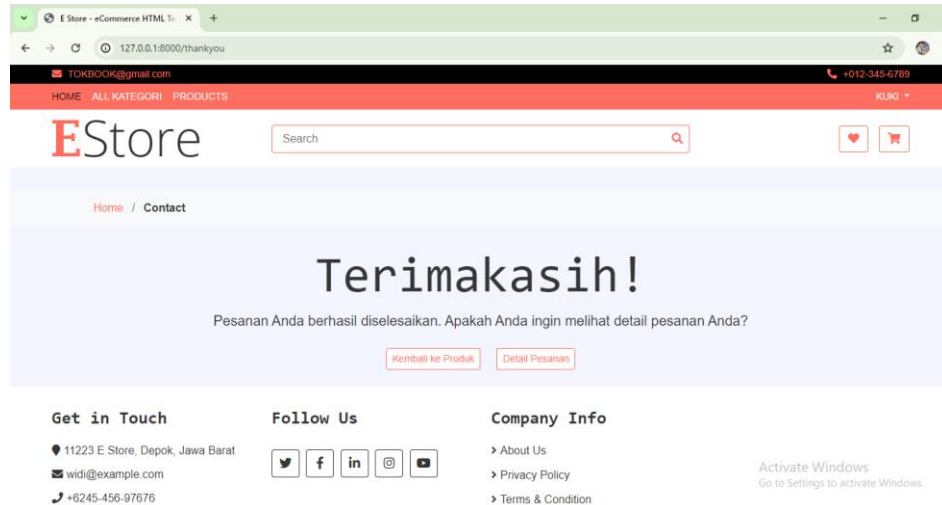 E Store - eCommerce HTML Te
127.0.0.1:8000/thankyou
TOKBOOK@gmail.com +012-345-6789
HOME ALL KATEGORI PRODUCTS KUKI
EStore Search
Home / Contact
Terimakasih!
Pesanan Anda berhasil diselesaikan. Apakah Anda ingin melihat detail pesanan Anda?
Kembali ke Produk Detail Pesanan
Get in Touch Follow Us Company Info
11223 E Store, Depok, Jawa Barat > About Us
widi@example.com > Privacy Policy
+6245-456-97676 > Terms & Condition
Activate Windows
Go to Settings to activate Windows.